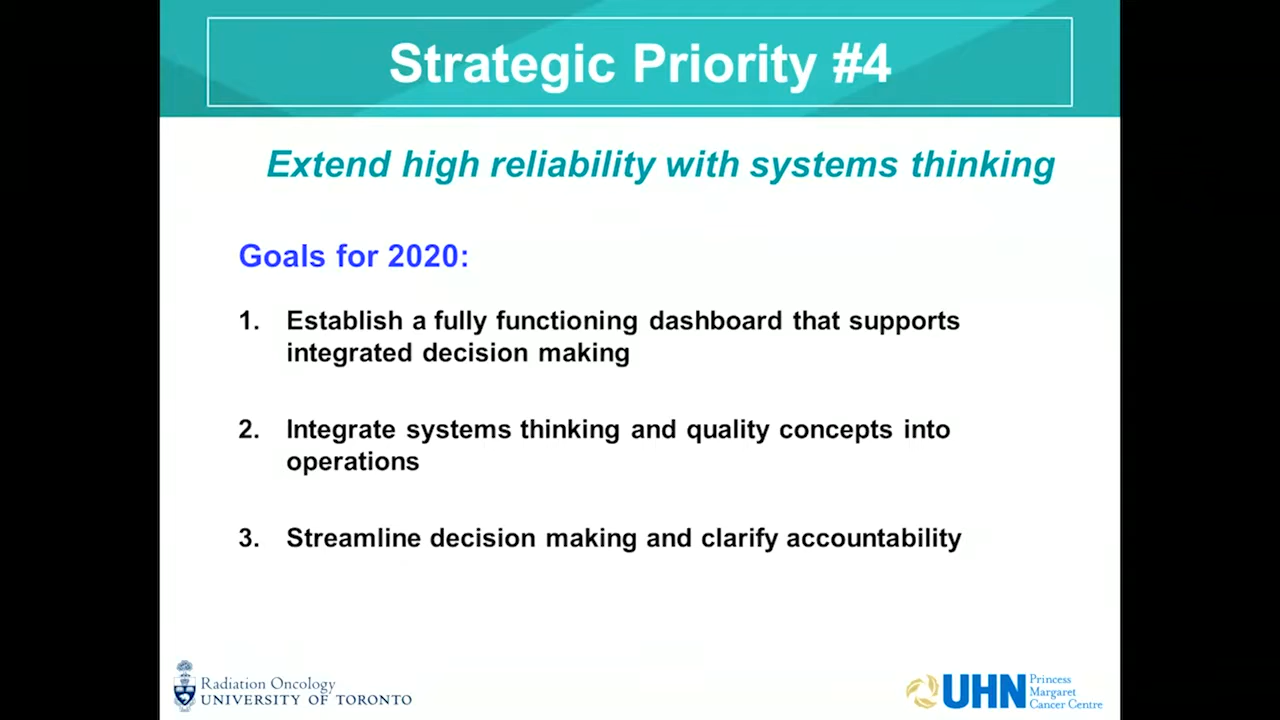 Strategic Priority #4
Extend high reliability with systems thinking
Goals for 2020:
1. Establish a fully functioning dashboard that supports
integrated decision making
2. Integrate systems thinking and quality concepts into
operations
3. Streamline decision making and clarify accountability
Radiation Oncology
UNIVERSITY OF TORONTO
UHN
Princess
Margaret
Cancer Centre